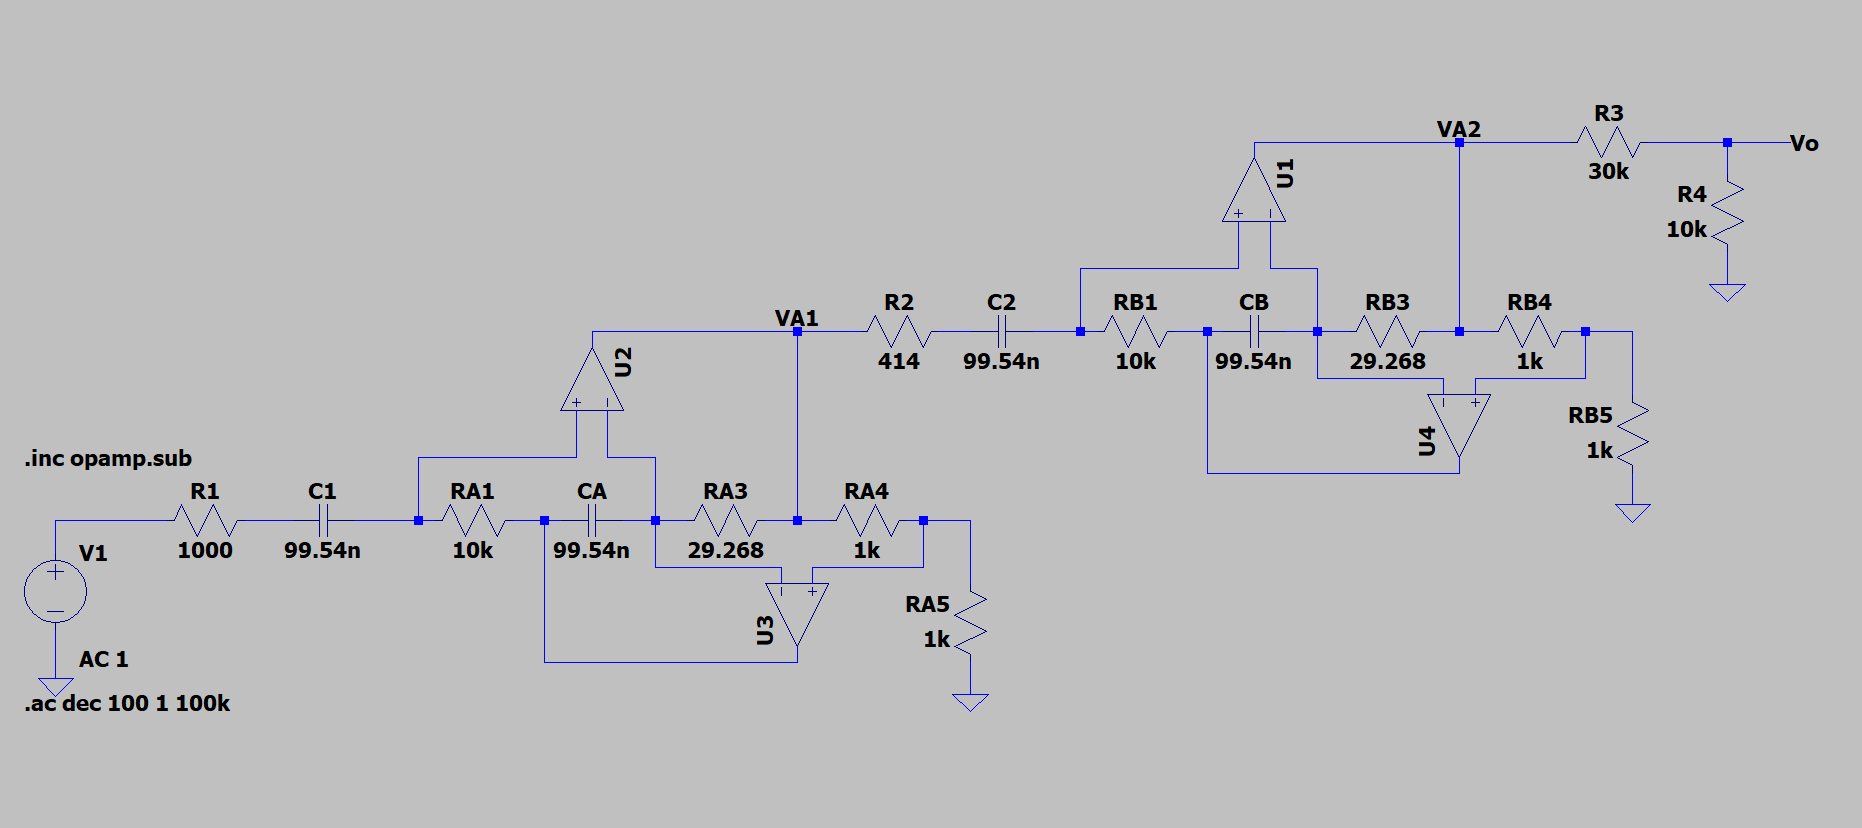 VA2
R3
30k
Vo
R4
10k
U1
VA1
R2
414
C2
99.54n
RB1
10k
CB
99.54n
RB3
29.268
RB4
1k
U2
U4
RB5
1k
.inc opamp.sub
R1
1000
C1
99.54n
RA1
10k
CA
99.54n
RA3
29.268
RA4
1k
V1
AC 1
U3
RA5
1k
.ac dec 100 1 100k